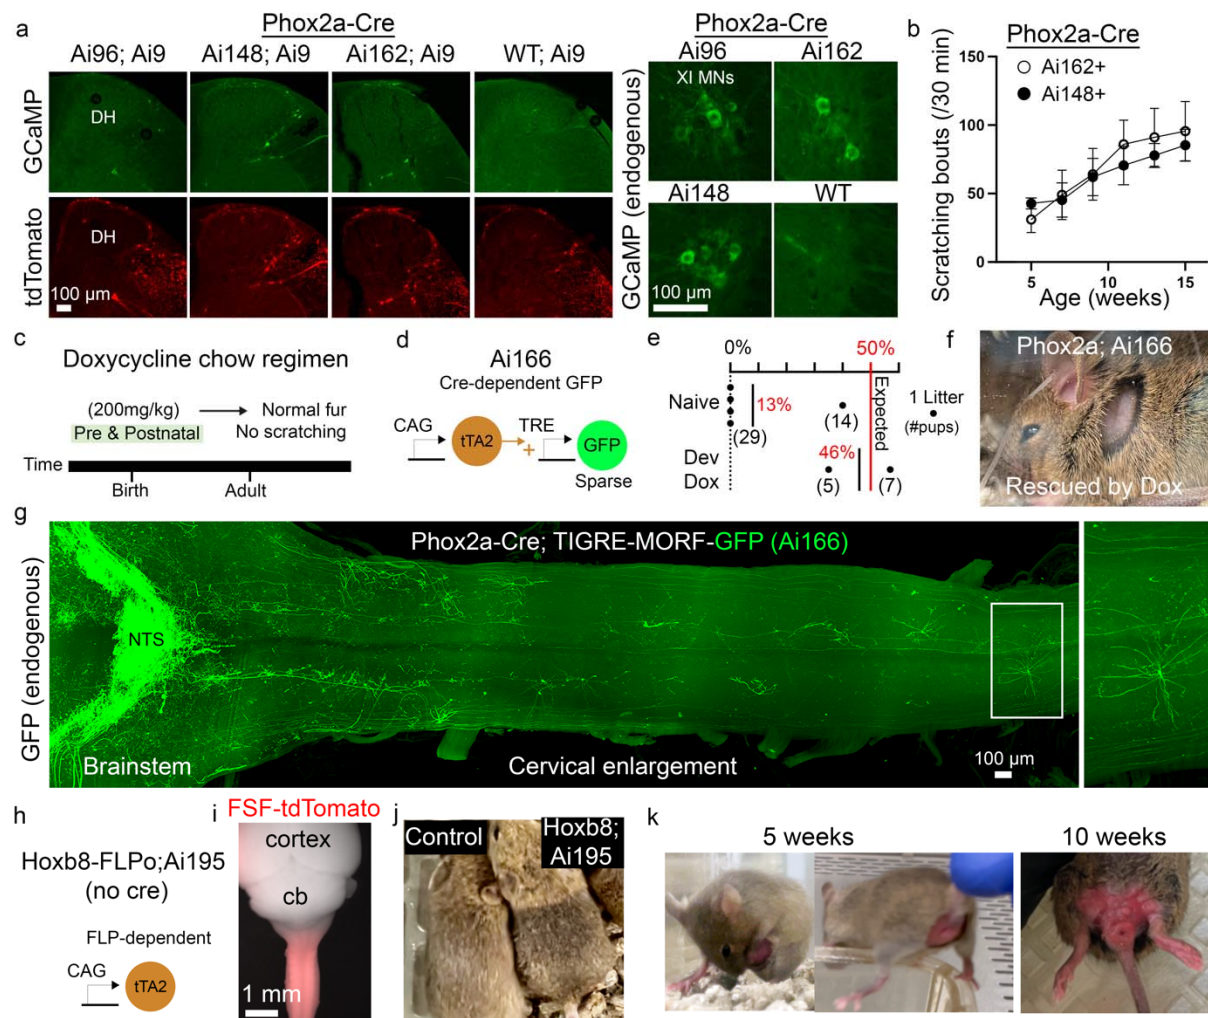 a
Phox2a-Cre
Ai96; Ai9
Ai148; Ai9
Ai162; Ai9
WT; Ai9
GCaMP
DH
tdTomato
DH
100 µm
Phox2a-Cre
Ai96
Ai162
GCaMP (endogenous)
XI MNs
Ai148
WT
100 µm
b
Phox2a-Cre
Ai162+
Ai148+
Scratching bouts (/30 min)
100
50
0
5
10
15
Age (weeks)
c
Doxycycline chow regimen
(200mg/kg)
Normal fur
Pre & Postnatal
No scratching
Time
Birth
Adult
d
Ai166
Cre-dependent GFP
CAG
tTA2
+
TRE
GFP
Sparse
e
0%
50%
Expected
Naive
13%
(14)
(29)
Dev
Dox
46%
(5)
(7)
1 Litter
(#pups)
f
Phox2a; Ai166
Rescued by Dox
g
Phox2a-Cre; TIGRE-MORF-GFP (Ai166)
GFP (endogenous)
NTS
Brainstem
Cervical enlargement
100 µm
h
Hoxb8-FLPo;Ai195
(no cre)
FLP-dependent
CAG
tTA2
i
FSF-tdTomato
cortex
cb
1 mm
j
Control
Hoxb8;
Ai195
k
5 weeks
10 weeks